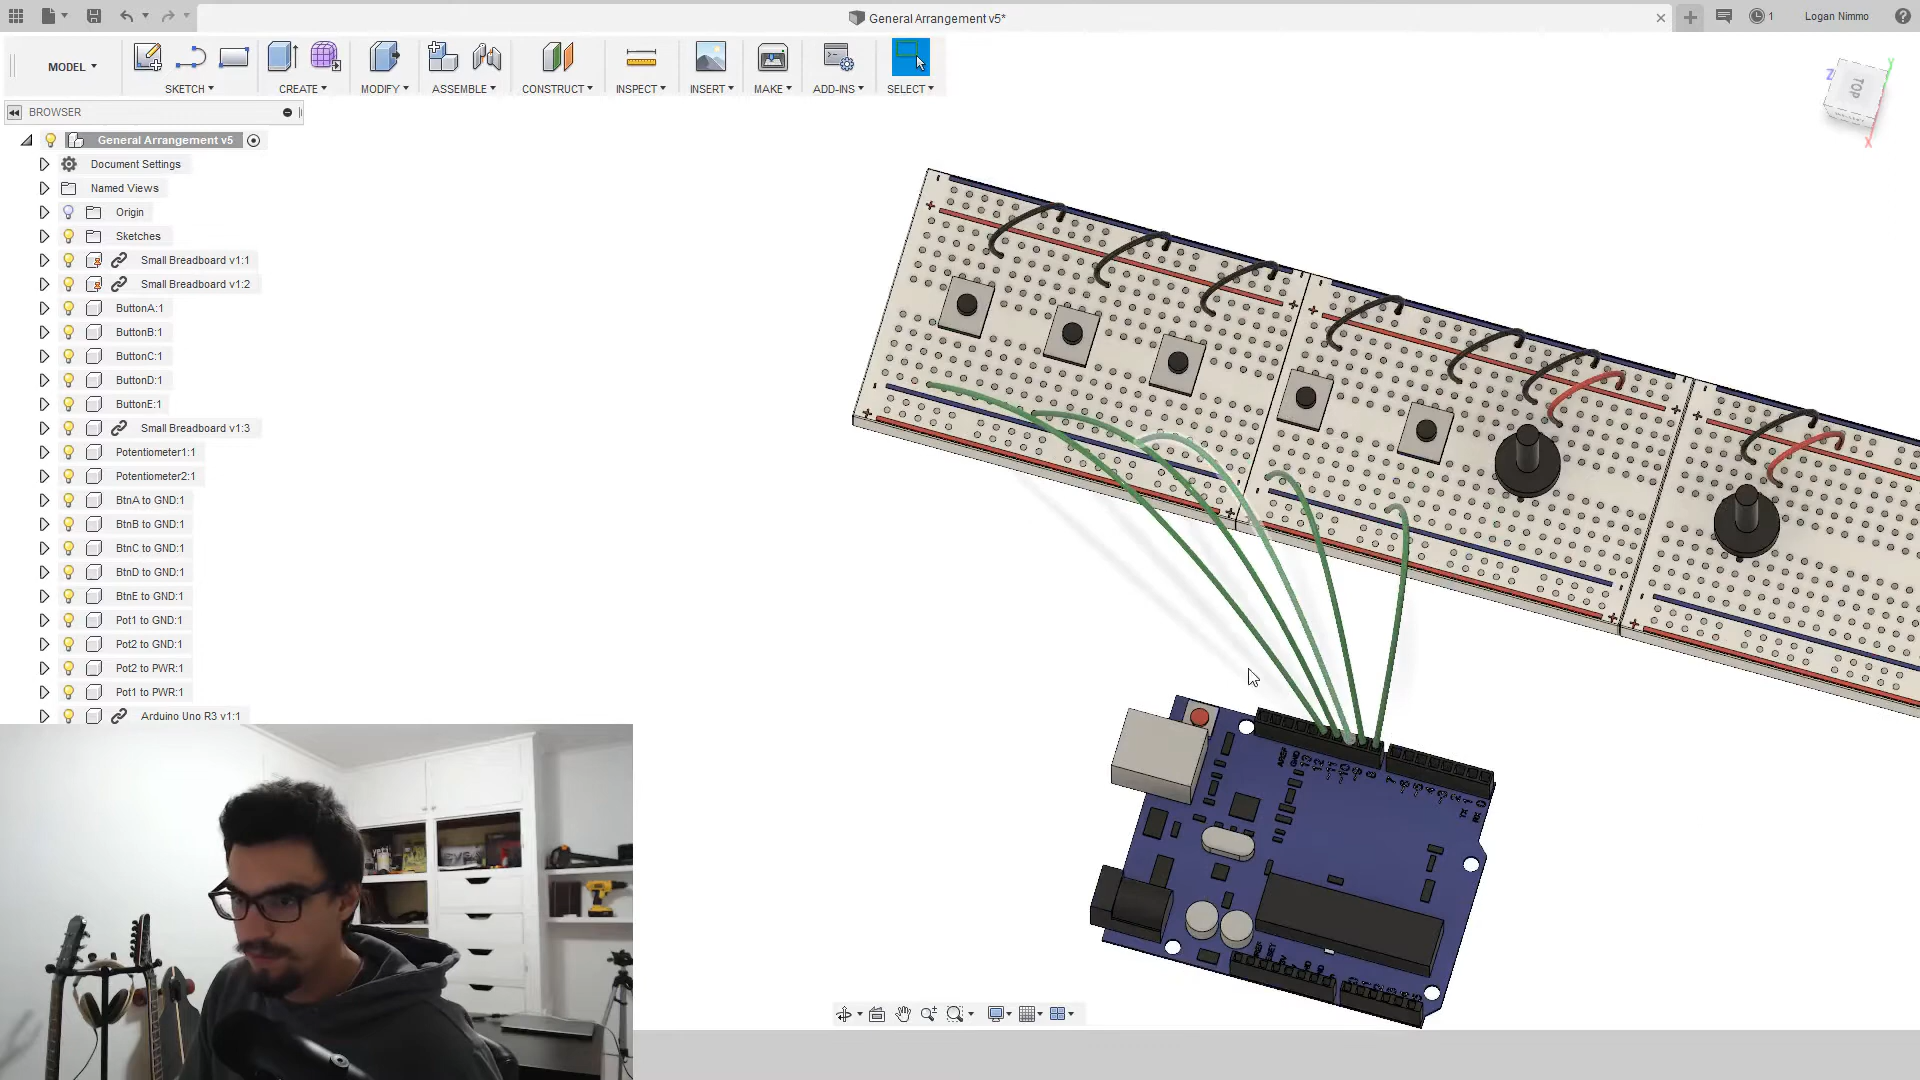 General Arrangement v5*
1
Logan Nimmo
MODEL
SKETCH
CREATE
MODIFY
ASSEMBLE
CONSTRUCT
INSPECT
INSERT
MAKE
ADD-INS
SELECT
TOP
Z
Y
X
BROWSER
General Arrangement v5
Document Settings
Named Views
Origin
Sketches
Small Breadboard v1:1
Small Breadboard v1:2
ButtonA:1
ButtonB:1
ButtonC:1
ButtonD:1
ButtonE:1
Small Breadboard v1:3
Potentiometer1:1
Potentiometer2:1
BtnA to GND:1
BtnB to GND:1
BtnC to GND:1
BtnD to GND:1
BtnE to GND:1
Pot1 to GND:1
Pot2 to GND:1
Pot2 to PWR:1
Pot1 to PWR:1
Arduino Uno R3 v1:1
AREF
GND